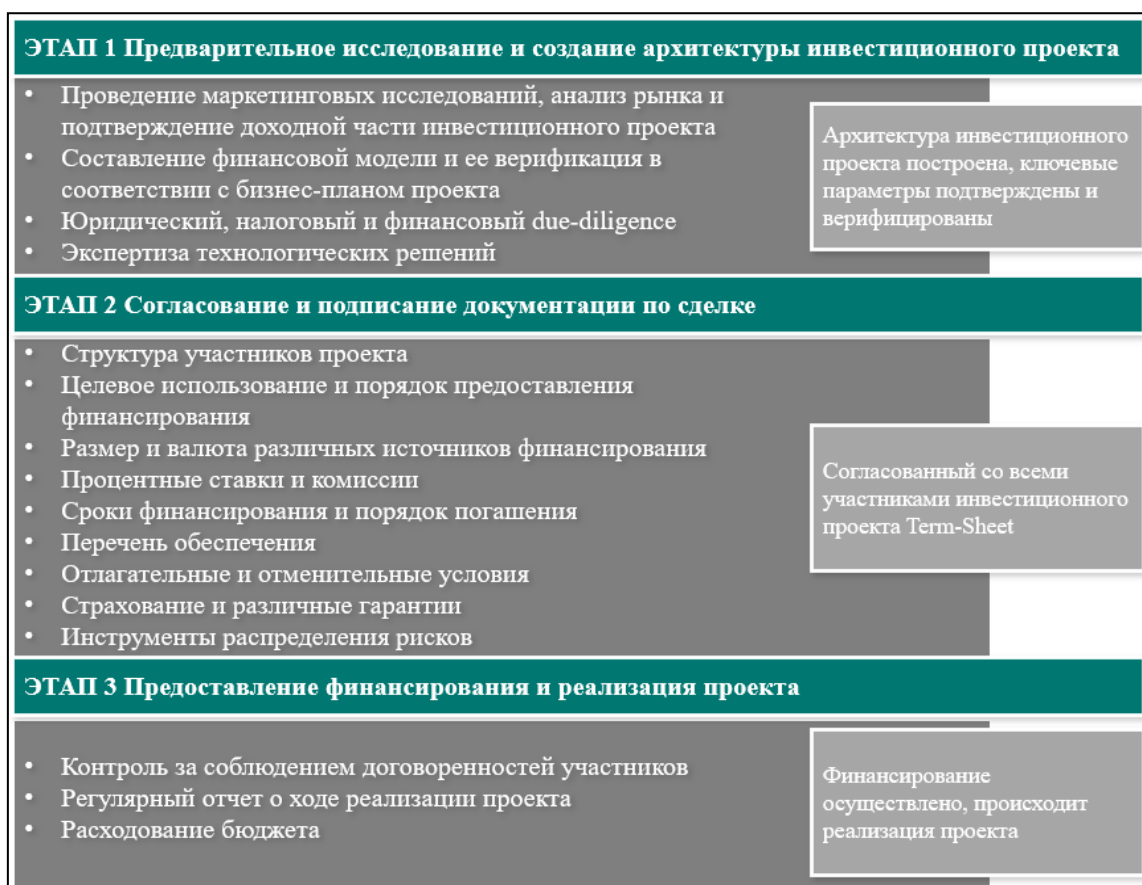 ЭТАП 1 Предварительное исследование и создание архитектуры инвестиционного проекта
• Проведение маркетинговых исследований, анализ рынка и
подтверждение доходной части инвестиционного проекта
• Составление финансовой модели и ее верификация в
соответствии с бизнес-планом проекта
• Юридический, налоговый и финансовый due-diligence
• Экспертиза технологических решений
Архитектура инвестиционного
проекта построена, ключевые
параметры подтверждены и
верифицированы
ЭТАП 2 Согласование и подписание документации по сделке
• Структура участников проекта
• Целевое использование и порядок предоставления
финансирования
• Размер и валюта различных источников финансирования
• Процентные ставки и комиссии
• Сроки финансирования и порядок погашения
• Перечень обеспечения
• Отлагательные и отменительные условия
• Страхование и различные гарантии
• Инструменты распределения рисков
Согласованный со всеми
участниками инвестиционного
проекта Term-Sheet
ЭТАП 3 Предоставление финансирования и реализация проекта
• Контроль за соблюдением договоренностей участников
• Регулярный отчет о ходе реализации проекта
• Расходование бюджета
Финансирование
осуществлено, происходит
реализация проекта